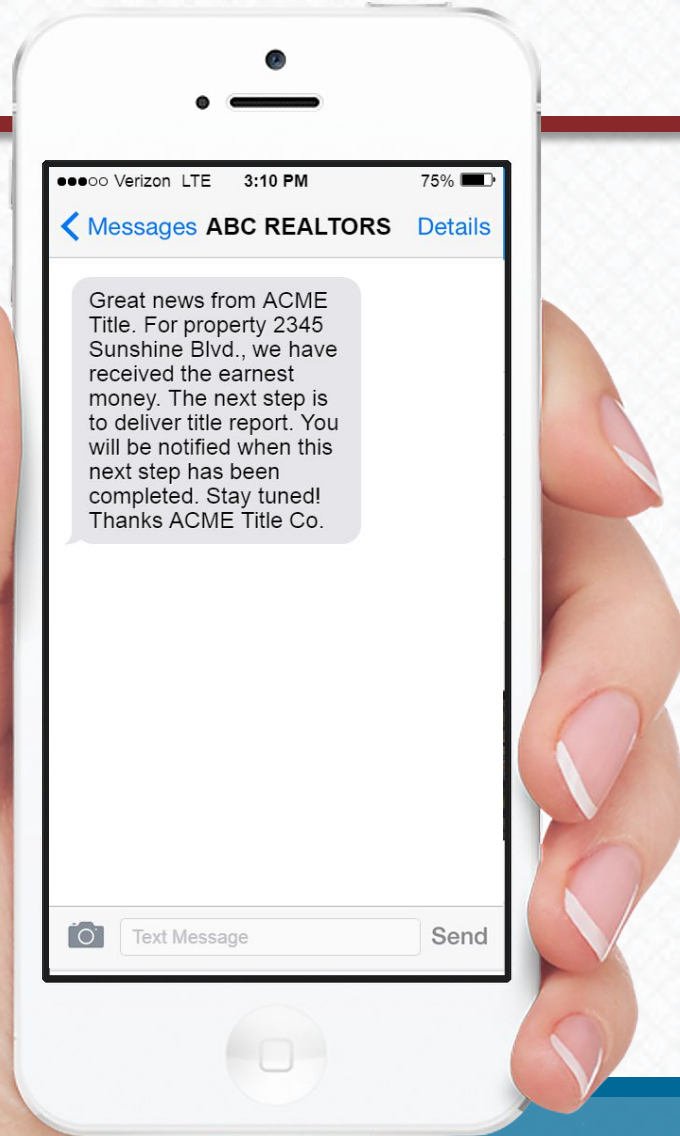 ●●●○○ Verizon LTE 3:10 PM 75%
Messages ABC REALTORS Details
Great news from ACME
Title. For property 2345
Sunshine Blvd., we have
received the earnest
money. The next step is
to deliver title report. You
will be notified when this
next step has been
completed. Stay tuned!
Thanks ACME Title Co.
Text Message Send